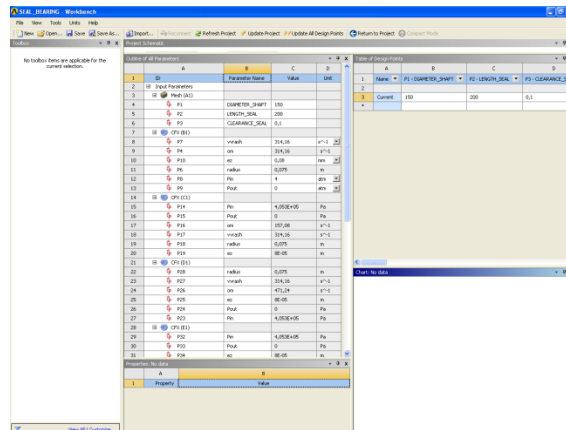 SEAL_BEARING - Workbench
File View Tools Units Help
New Open... Save Save As... Import... Reconnect Refresh Project Update Project Update All Design Points Return to Project Compact Mode
Toolbox
No toolbox items are applicable for the current selection.
View All / Customize...
Project Schematic
Outline of All Parameters
A B C D
1 ID Parameter Name Value Unit
2 Input Parameters
3 Mesh (A1)
4 P1 DIAMETER_SHAFT 150
5 P2 LENGTH_SEAL 200
6 P3 CLEARANCE_SEAL 0,1
7 CFX (B1)
8 P7 314,16 s^-1
9 P4 om 314,16 s^-1
10 P10 ez 0,08 mm
11 P6 radius 0,075 m
12 P8 Pin 4 atm
13 P9 Pout 0 atm
14 CFX (C1)
15 P14 Pin 4,053E+05 Pa
16 P15 Pout 0 Pa
17 P16 om 157,08 s^-1
18 P17 314,16 s^-1
19 P18 radius 0,075 m
20 P19 ez 8E-05 m
21 CFX (D1)
22 P20 radius 0,075 m
23 P27 314,16 s^-1
24 P26 om 471,24 s^-1
25 P25 ez 8E-05 m
26 P24 Pout 0 Pa
27 P23 Pin 4,053E+05 Pa
28 CFX (E1)
29 P32 Pin 4,053E+05 Pa
30 P33 Pout 0 Pa
31 P34 ez 8E-05 m
Properties: No data
A B
1 Property Value
Table of Design Points
A B C D
1 Name P1 - DIAMETER_SHAFT P2 - LENGTH_SEAL P3 - CLEARANCE_S
2
3 Current 150 200 0,1
*
Chart: No data